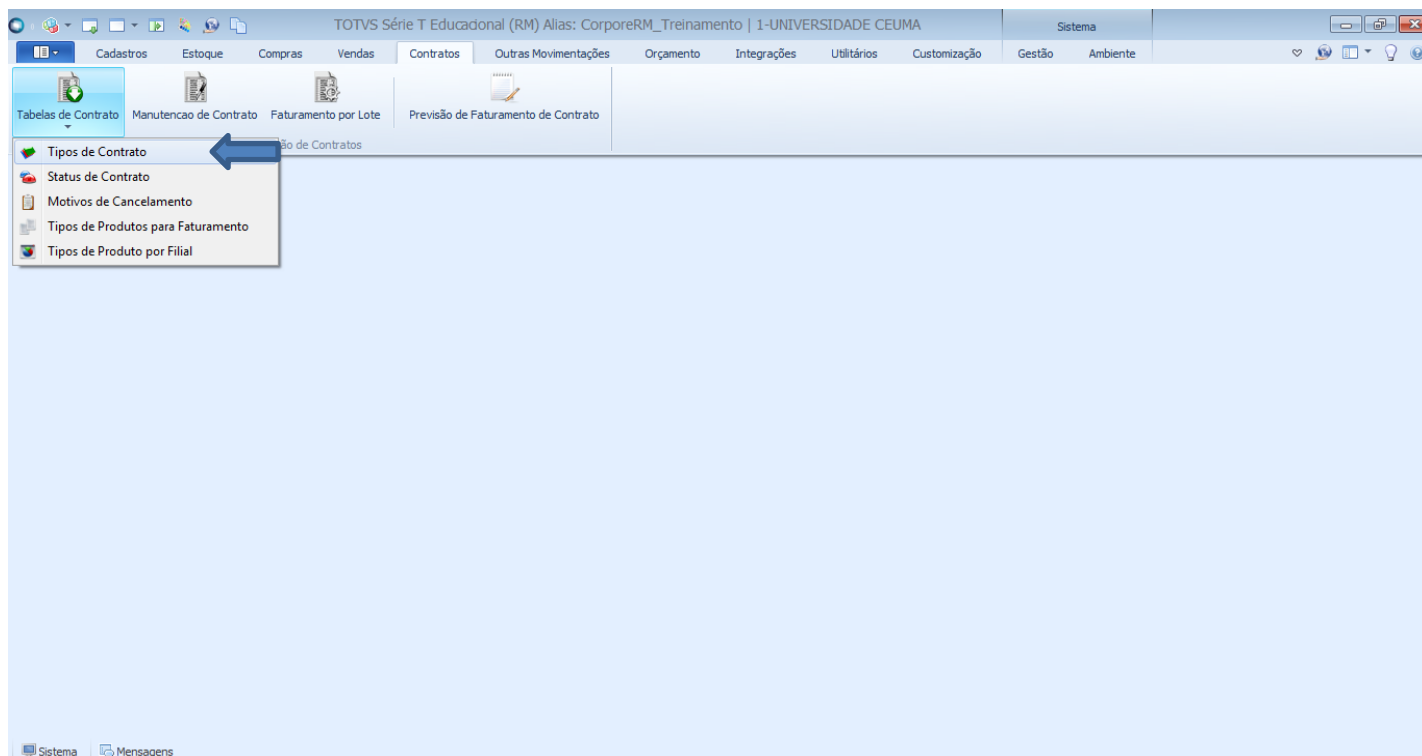 TOTVS Série T Educacional (RM) Alias: CorporeRM_Treinamento | 1-UNIVERSIDADE CEUMA
Sistema
Cadastros Estoque Compras Vendas Contratos Outras Movimentações Orçamento Integrações Utilitários Customização Gestão Ambiente
Tabelas de Contrato Manutencao de Contrato Faturamento por Lote Previsão de Faturamento de Contrato
ão de Contratos
Tipos de Contrato
Status de Contrato
Motivos de Cancelamento
Tipos de Produtos para Faturamento
Tipos de Produto por Filial
Sistema Mensagens